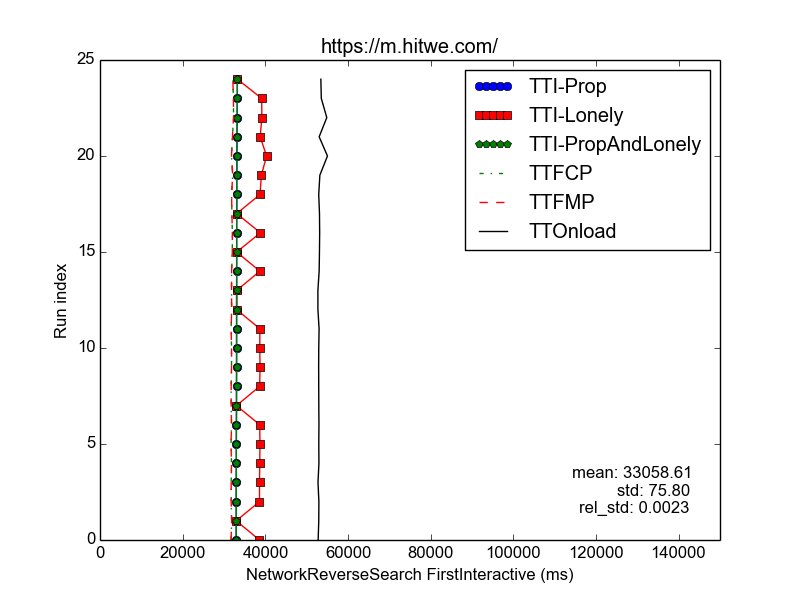 https://m.hitwe.com/
25
20
15
10
5
0
Run index
TTI-Prop
TTI-Lonely
TTI-PropAndLonely
TTFCP
TTFMP
TTOnload
mean: 33058.61
std: 75.80
rel_std: 0.0023
0 20000 40000 60000 80000 100000 120000 140000
NetworkReverseSearch FirstInteractive (ms)